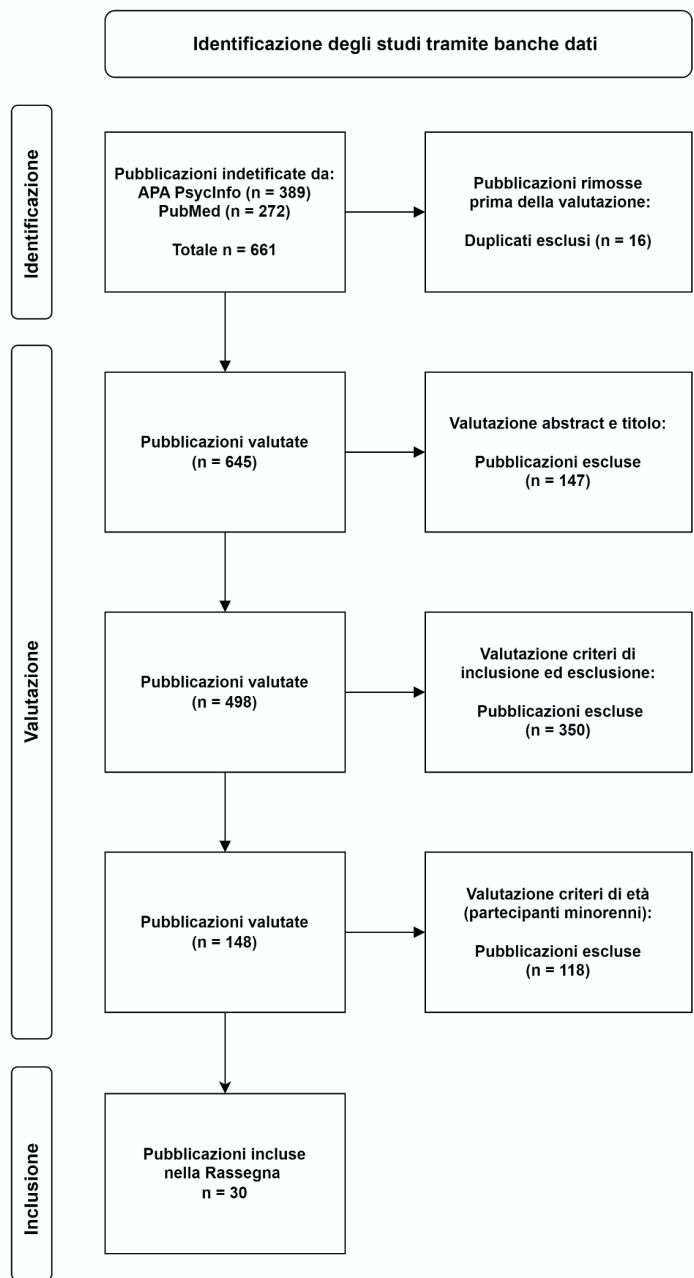 Identificazione degli studi tramite banche dati
Identificazione
Pubblicazioni indetificate da:
APA PsycInfo (n = 389)
PubMed (n = 272)
Totale n = 661
Pubblicazioni rimosse
prima della valutazione:
Duplicati esclusi (n = 16)
Valutazione
Pubblicazioni valutate
(n = 645)
Valutazione abstract e titolo:
Pubblicazioni escluse
(n = 147)
Pubblicazioni valutate
(n = 498)
Valutazione criteri di
inclusione ed esclusione:
Pubblicazioni escluse
(n = 350)
Pubblicazioni valutate
(n = 148)
Valutazione criteri di età
(partecipanti minorenni):
Pubblicazioni escluse
(n = 118)
Inclusione
Pubblicazioni incluse
nella Rassegna
n = 30